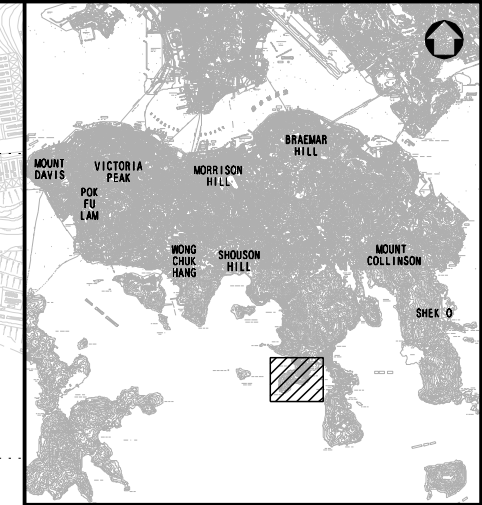 BRAEMAR
HILL
MOUNT
DAVIS
VICTORIA
PEAK
MORRISON
HILL
POK
FU
LAM
WONG
CHUK
HANG
SHOUSON
HILL
MOUNT
COLLINSON
SHEK O